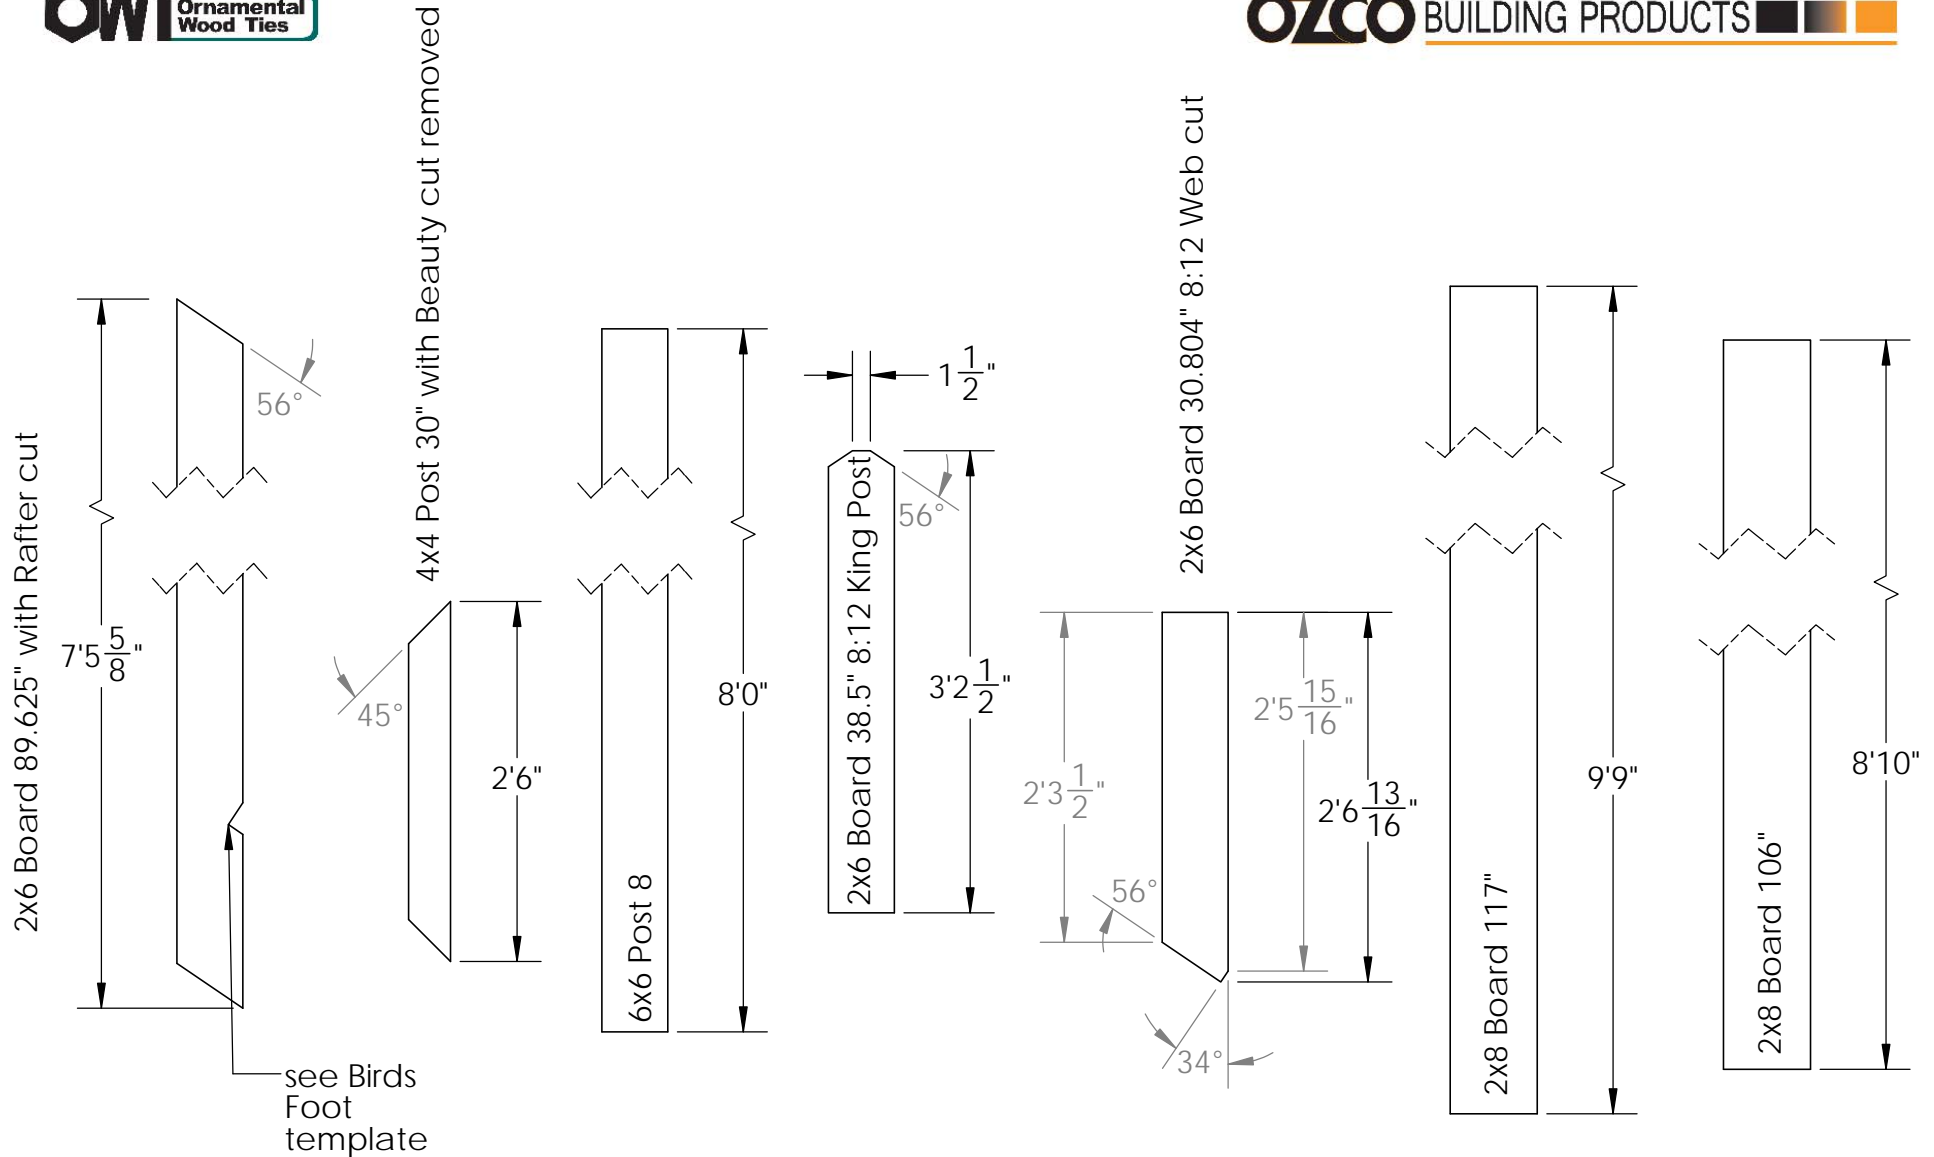 OWT Ornamental
Wood Ties
OZCO BUILDING PRODUCTS
2x6 Board 89.625" with Rafter cut
7'5 5/8"
56°
see Birds
Foot
template
4x4 Post 30" with Beauty cut removed
45°
2'6"
6x6 Post 8
8'0"
2x6 Board 38.5" 8:12 King Post
1 1/2"
56°
3'2 1/2"
2x6 Board 30.804" 8:12 Web cut
2'3 1/2"
56°
34°
2'5 15/16"
2'6 13/16"
2x8 Board 117"
9'9"
2x8 Board 106"
8'10"